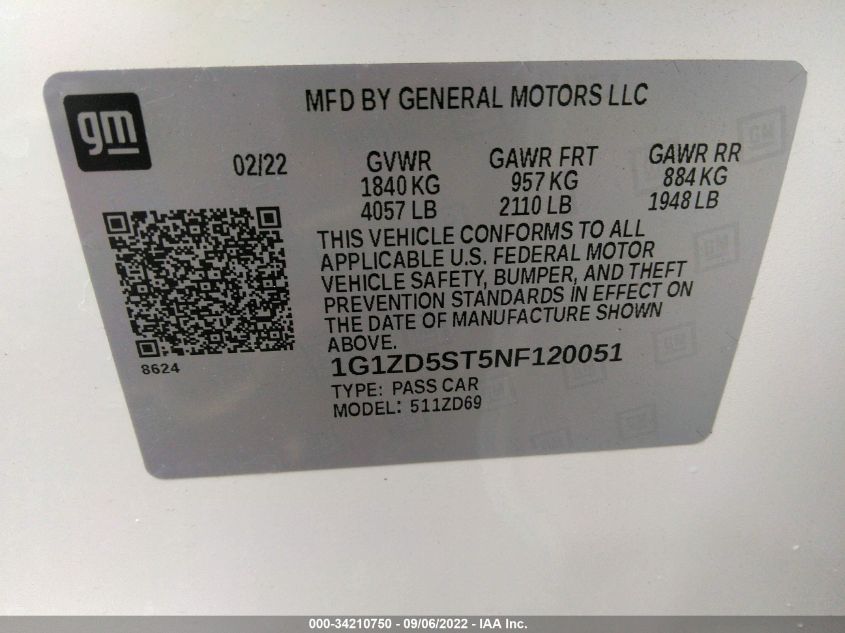 gm
MFD BY GENERAL MOTORS LLC
02/22 GVWR GAWR FRT GAWR RR
1840 KG 957 KG 884 KG
4057 LB 2110 LB 1948 LB
THIS VEHICLE CONFORMS TO ALL
APPLICABLE U.S. FEDERAL MOTOR
VEHICLE SAFETY, BUMPER, AND THEFT
PREVENTION STANDARDS IN EFFECT ON
THE DATE OF MANUFACTURE SHOWN
ABOVE.
8624
1G1ZD5ST5NF120051
TYPE: PASS CAR
MODEL: 511ZD69
GM
GM
000-34210750 - 09/06/2022 - IAA Inc.